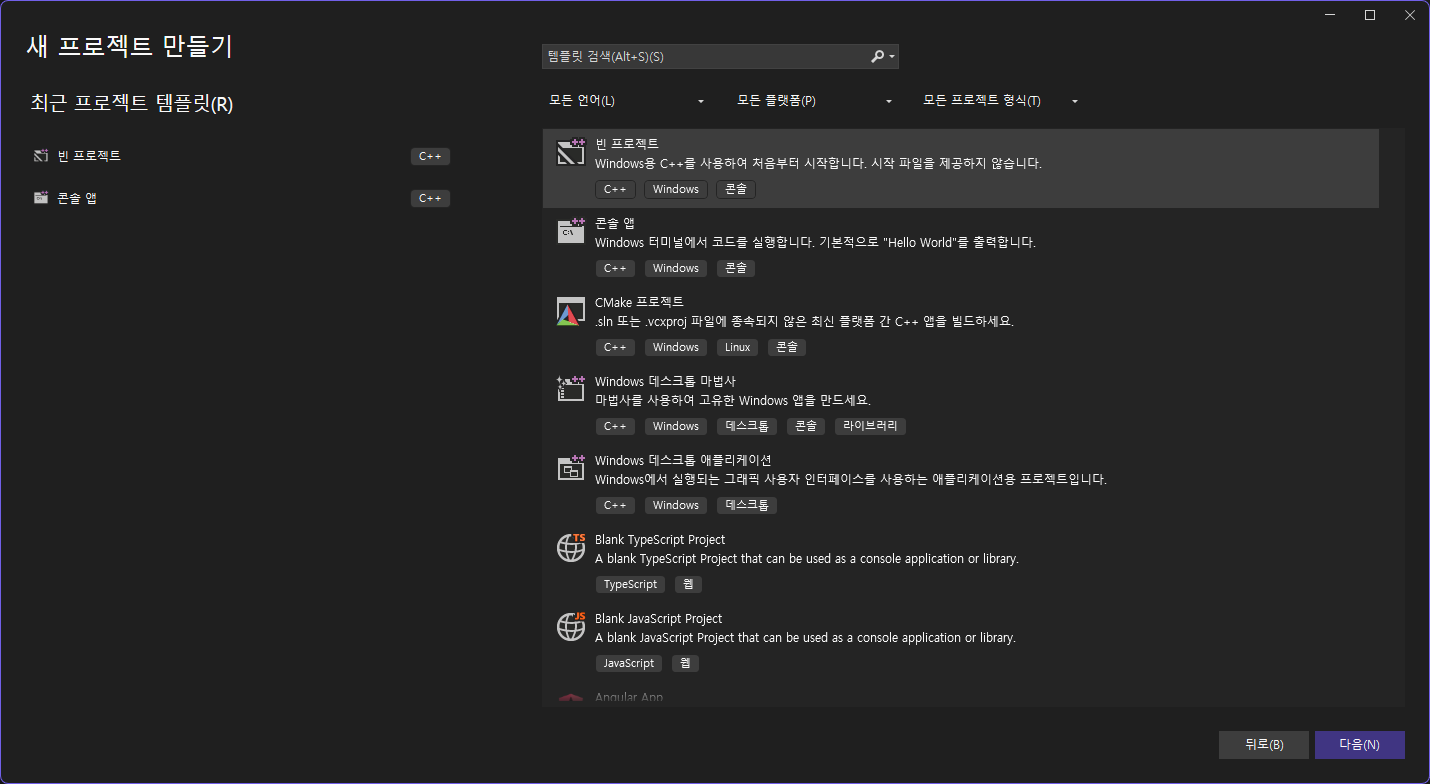 새 프로젝트 만들기
최근 프로젝트 템플릿(R)
빈 프로젝트 C++
콘솔 앱 C++
템플릿 검색(Alt+S)(S)
모든 언어(L) 모든 플랫폼(P) 모든 프로젝트 형식(T)
빈 프로젝트
Windows용 C++를 사용하여 처음부터 시작합니다. 시작 파일을 제공하지 않습니다.
C++ Windows 콘솔
콘솔 앱
Windows 터미널에서 코드를 실행합니다. 기본적으로 "Hello World"를 출력합니다.
C++ Windows 콘솔
CMake 프로젝트
.sln 또는 .vcxproj 파일에 종속되지 않은 최신 플랫폼 간 C++ 앱을 빌드하세요.
C++ Windows Linux 콘솔
Windows 데스크톱 마법사
마법사를 사용하여 고유한 Windows 앱을 만드세요.
C++ Windows 데스크톱 콘솔 라이브러리
Windows 데스크톱 애플리케이션
Windows에서 실행되는 그래픽 사용자 인터페이스를 사용하는 애플리케이션용 프로젝트입니다.
C++ Windows 데스크톱
TS Blank TypeScript Project
A blank TypeScript Project that can be used as a console application or library.
TypeScript 웹
JS Blank JavaScript Project
A blank JavaScript Project that can be used as a console application or library.
JavaScript 웹
Angular App
뒤로(B) 다음(N)